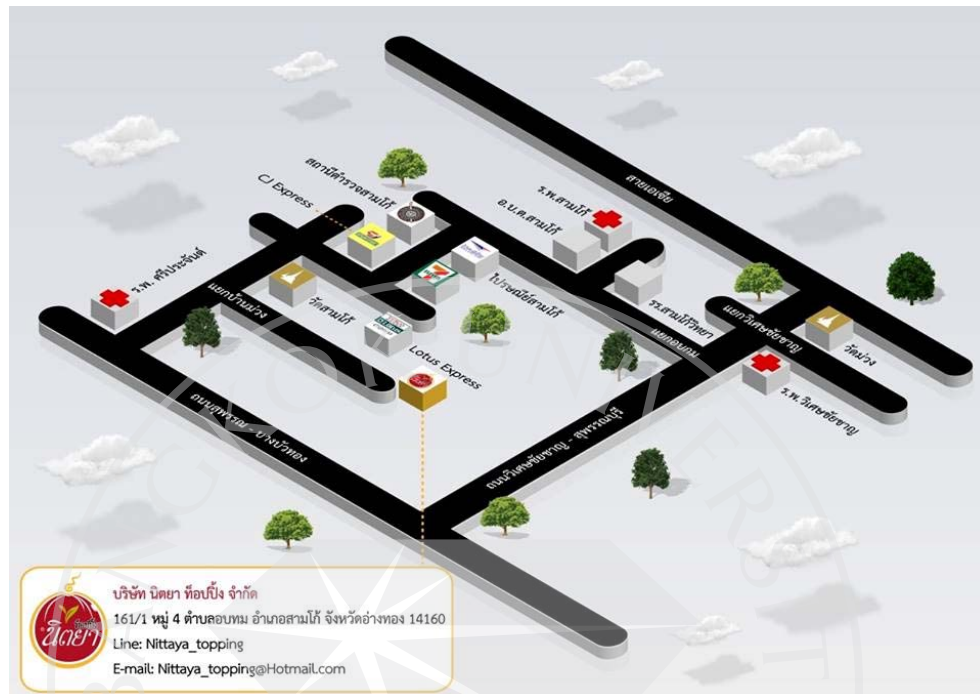 สายเอเชีย
สถานีตำรวจสามโก้
CJ Express
ร.พ.สามโก้
อ.บ.ต.สามโก้
ร.พ. ศรีประจันต์
แยกบ้านม่วง
วัดสามโก้
ไปรษณีย์สามโก้
รร.สามโก้วิทยา
แยกอบทม
แยกวิเศษชัยชาญ
วัดม่วง
Lotus Express
ร.พ.วิเศษชัยชาญ
ถนนสุพรรณ - บางบัวทอง
ถนนวิเศษชัยชาญ - สุพรรณบุรี
นิตยา
บริษัท นิตยา ท็อปปิ้ง จำกัด
161/1 หมู่ 4 ตำบลอบทม อำเภอสามโก้ จังหวัดอ่างทอง 14160
Line: Nittaya_topping
E-mail: Nittaya_topping@Hotmail.com